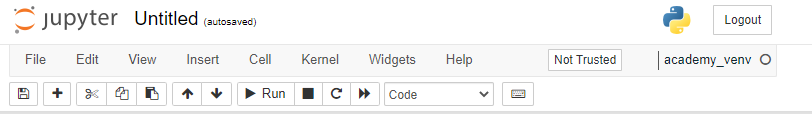 jupyter Untitled (autosaved) Logout
File Edit View Insert Cell Kernel Widgets Help Not Trusted academy_venv
Run Code